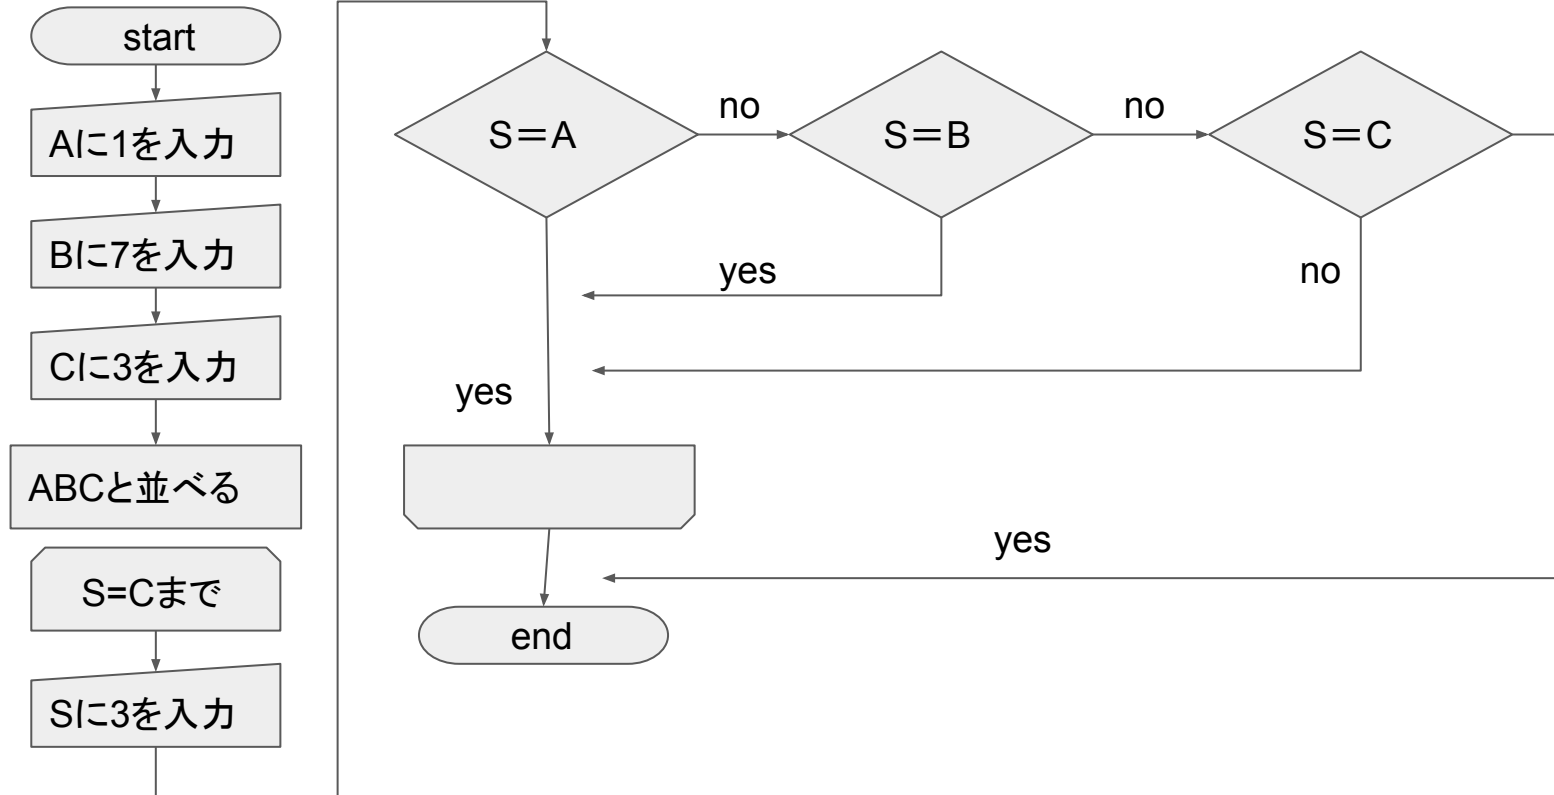 start
Aに1を入力
Bに7を入力
Cに3を入力
ABCと並べる
S=Cまで
Sに3を入力
S＝A
no
S＝B
no
S＝C
yes
no
yes
yes
end